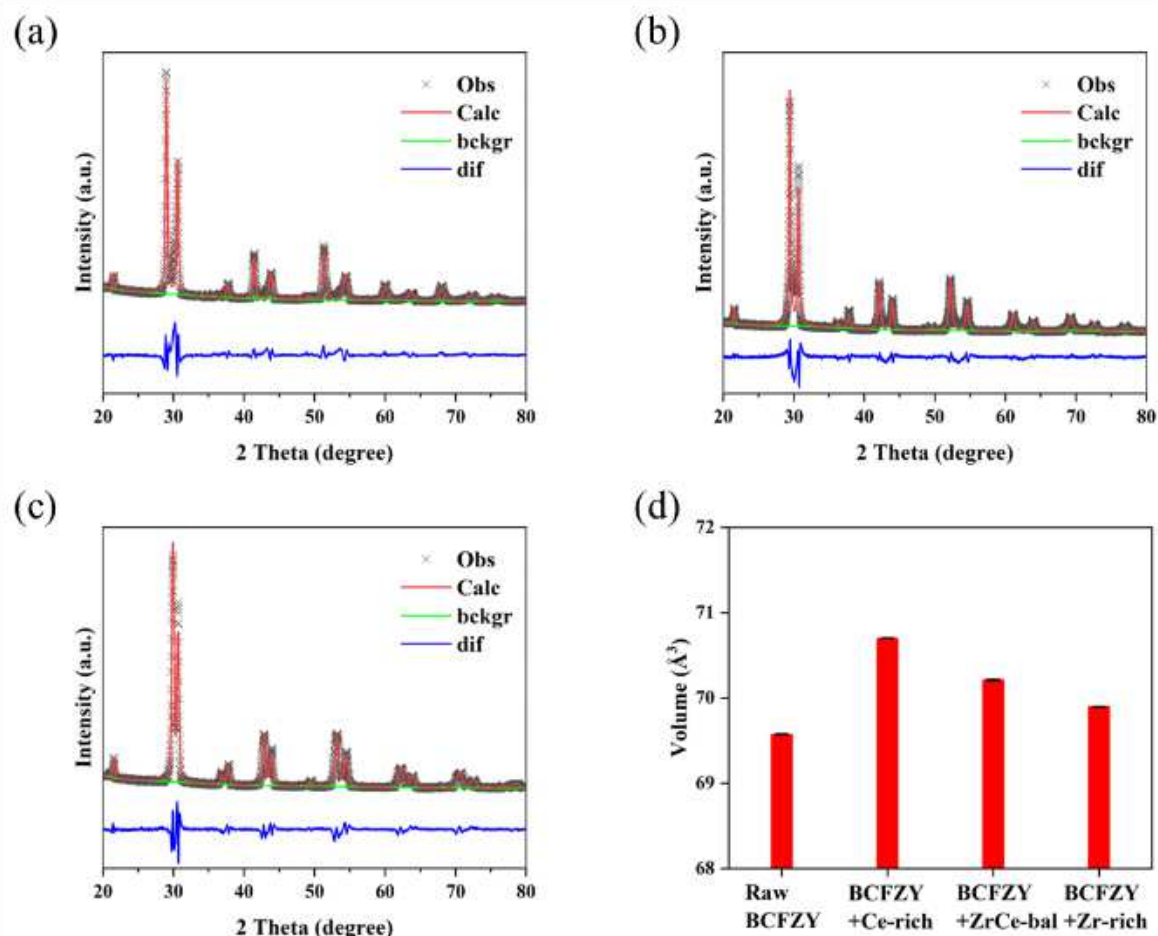 (a)
Intensity (a.u.)
Obs
Calc
bckgr
dif
20 30 40 50 60 70 80
2 Theta (degree)
(b)
Intensity (a.u.)
Obs
Calc
bckgr
dif
20 30 40 50 60 70 80
2 Theta (degree)
(c)
Intensity (a.u.)
Obs
Calc
bckgr
dif
20 30 40 50 60 70 80
2 Theta (degree)
(d)
Volume (Å³)
72
71
70
69
68
Raw BCFZY BCFZY BCFZY
BCFZY +Ce-rich +ZrCe-bal +Zr-rich